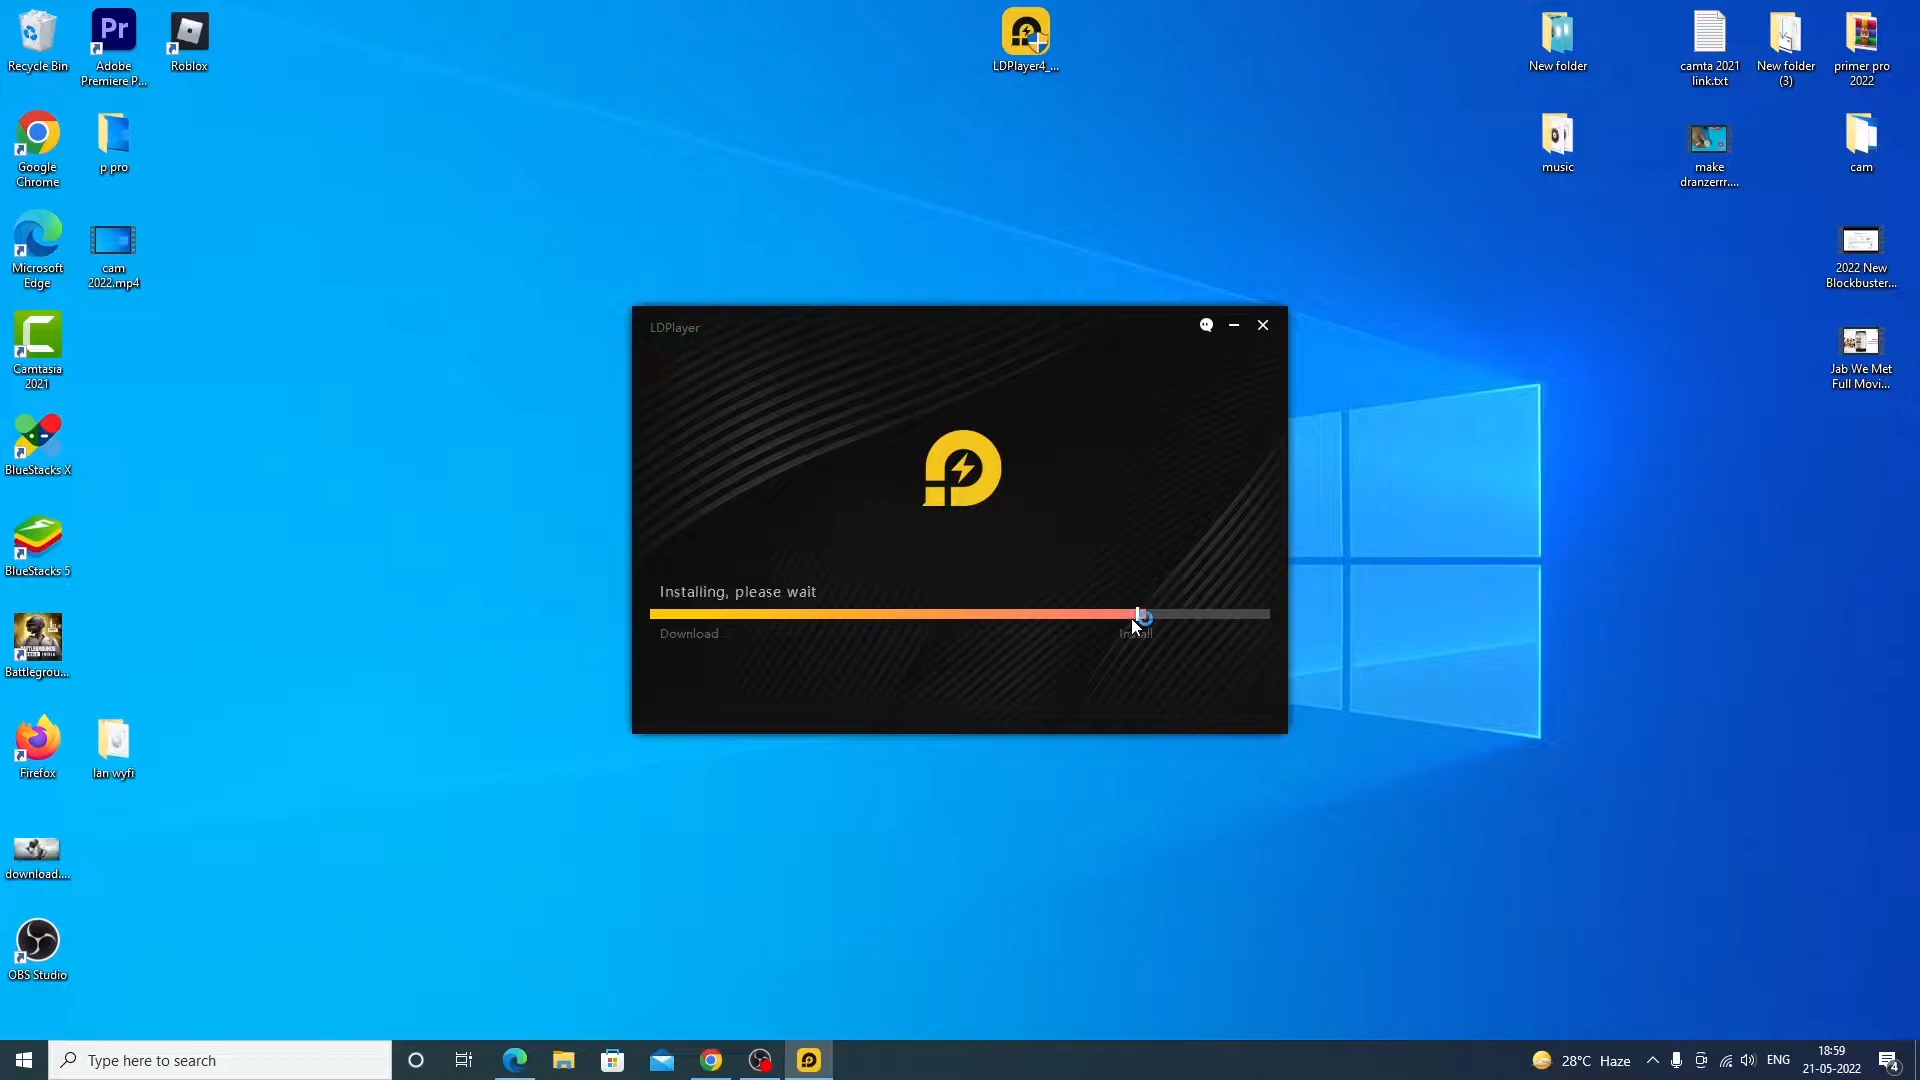 Recycle Bin
Adobe
Premiere P...
Roblox
LDPlayer4_...
New folder
camta 2021
link.txt
New folder
(3)
primer pro
2022
Google
Chrome
p pro
music
make
dranzerrr....
cam
Microsoft
Edge
cam
2022.mp4
2022 New
Blockbuster...
Camtasia
2021
Jab We Met
Full Movi...
BlueStacks X
BlueStacks 5
Battlegrou...
Firefox
lan wyfi
download....
OBS Studio
LDPlayer
Installing, please wait
Download
Install
Type here to search
28°C Haze
ENG
18:59
21-05-2022
4
Pr